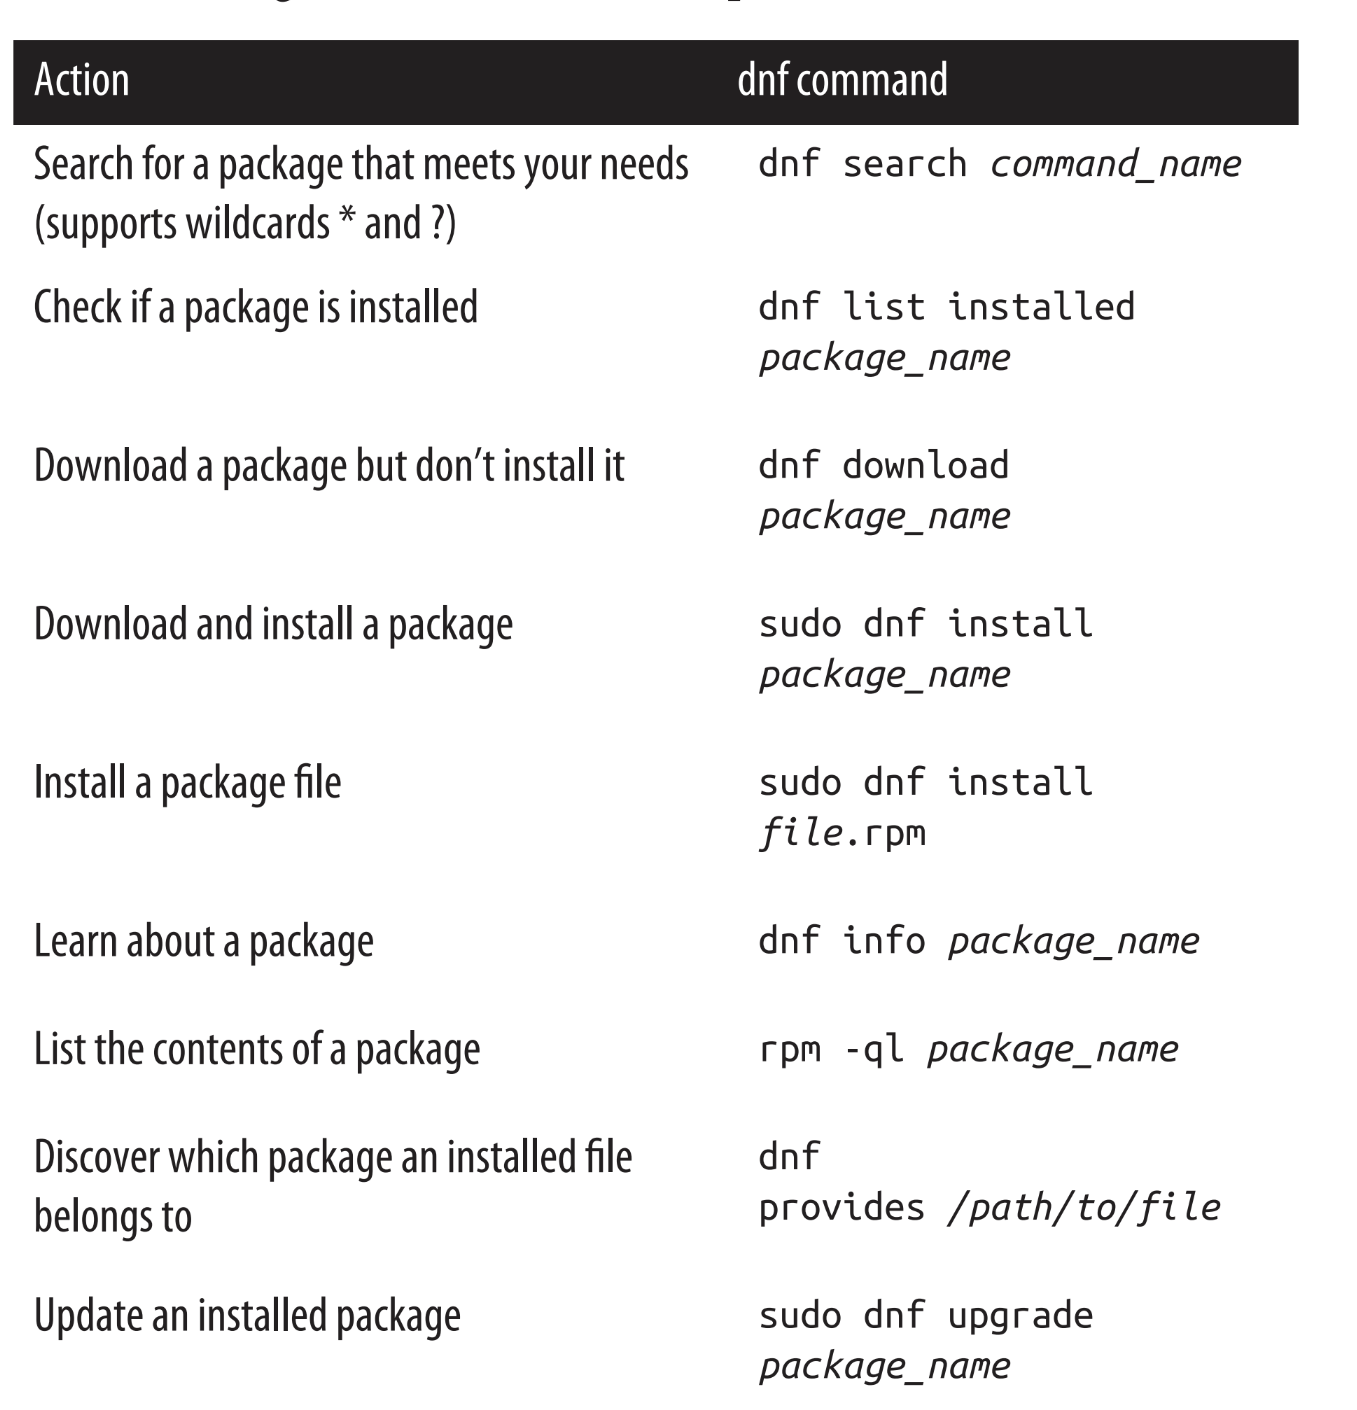 Action dnf command
Search for a package that meets your needs dnf search command_name
(supports wildcards * and ?)
Check if a package is installed dnf list installed
package_name
Download a package but don’t install it dnf download
package_name
Download and install a package sudo dnf install
package_name
Install a package file sudo dnf install
file.rpm
Learn about a package dnf info package_name
List the contents of a package rpm -ql package_name
Discover which package an installed file dnf
belongs to provides /path/to/file
Update an installed package sudo dnf upgrade
package_name